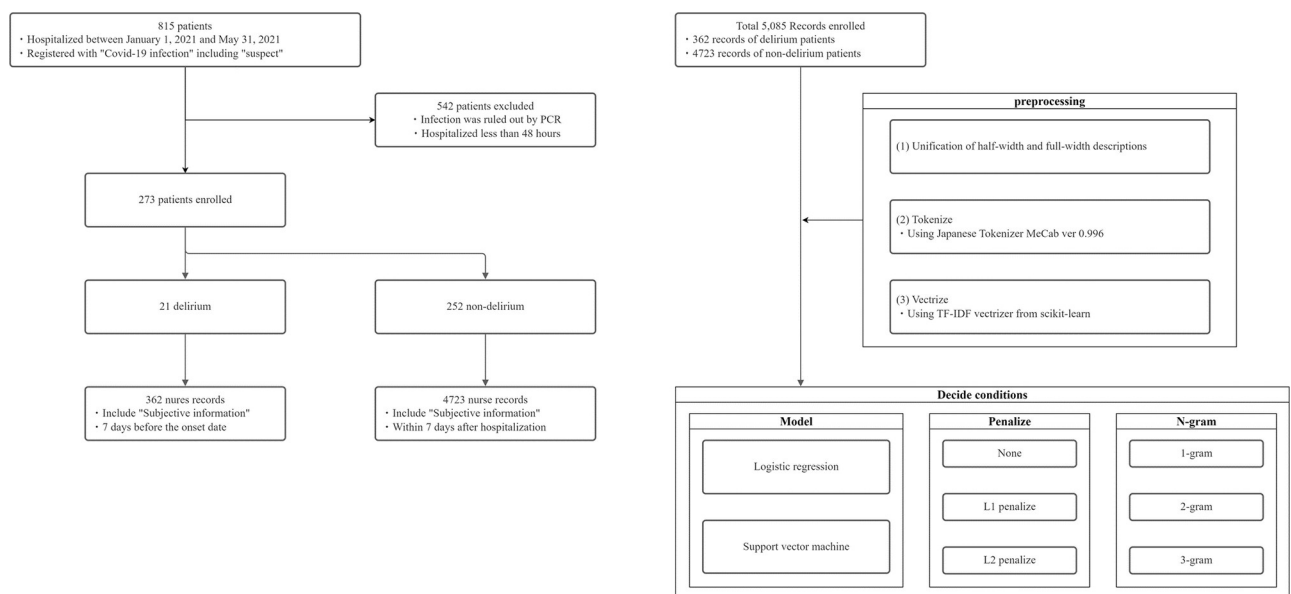 815 patients
・Hospitalized between January 1, 2021 and May 31, 2021
・Registered with "Covid-19 infection" including "suspect"
542 patients excluded
・Infection was ruled out by PCR
・Hospitalized less than 48 hours
273 patients enrolled
21 delirium
252 non-delirium
362 nures records
・Include "Subjective information"
・7 days before the onset date
4723 nurse records
・Include "Subjective information"
・Within 7 days after hospitalization
Total 5,085 Records enrolled
・362 records of delirium patients
・4723 records of non-delirium patients
preprocessing
(1) Unification of half-width and full-width descriptions
(2) Tokenize
・Using Japanese Tokenizer MeCab ver 0.996
(3) Vectrize
・Using TF-IDF vectrizer from scikit-learn
Decide conditions
Model
Logistic regression
Support vector machine
Penalize
None
L1 penalize
L2 penalize
N-gram
1-gram
2-gram
3-gram